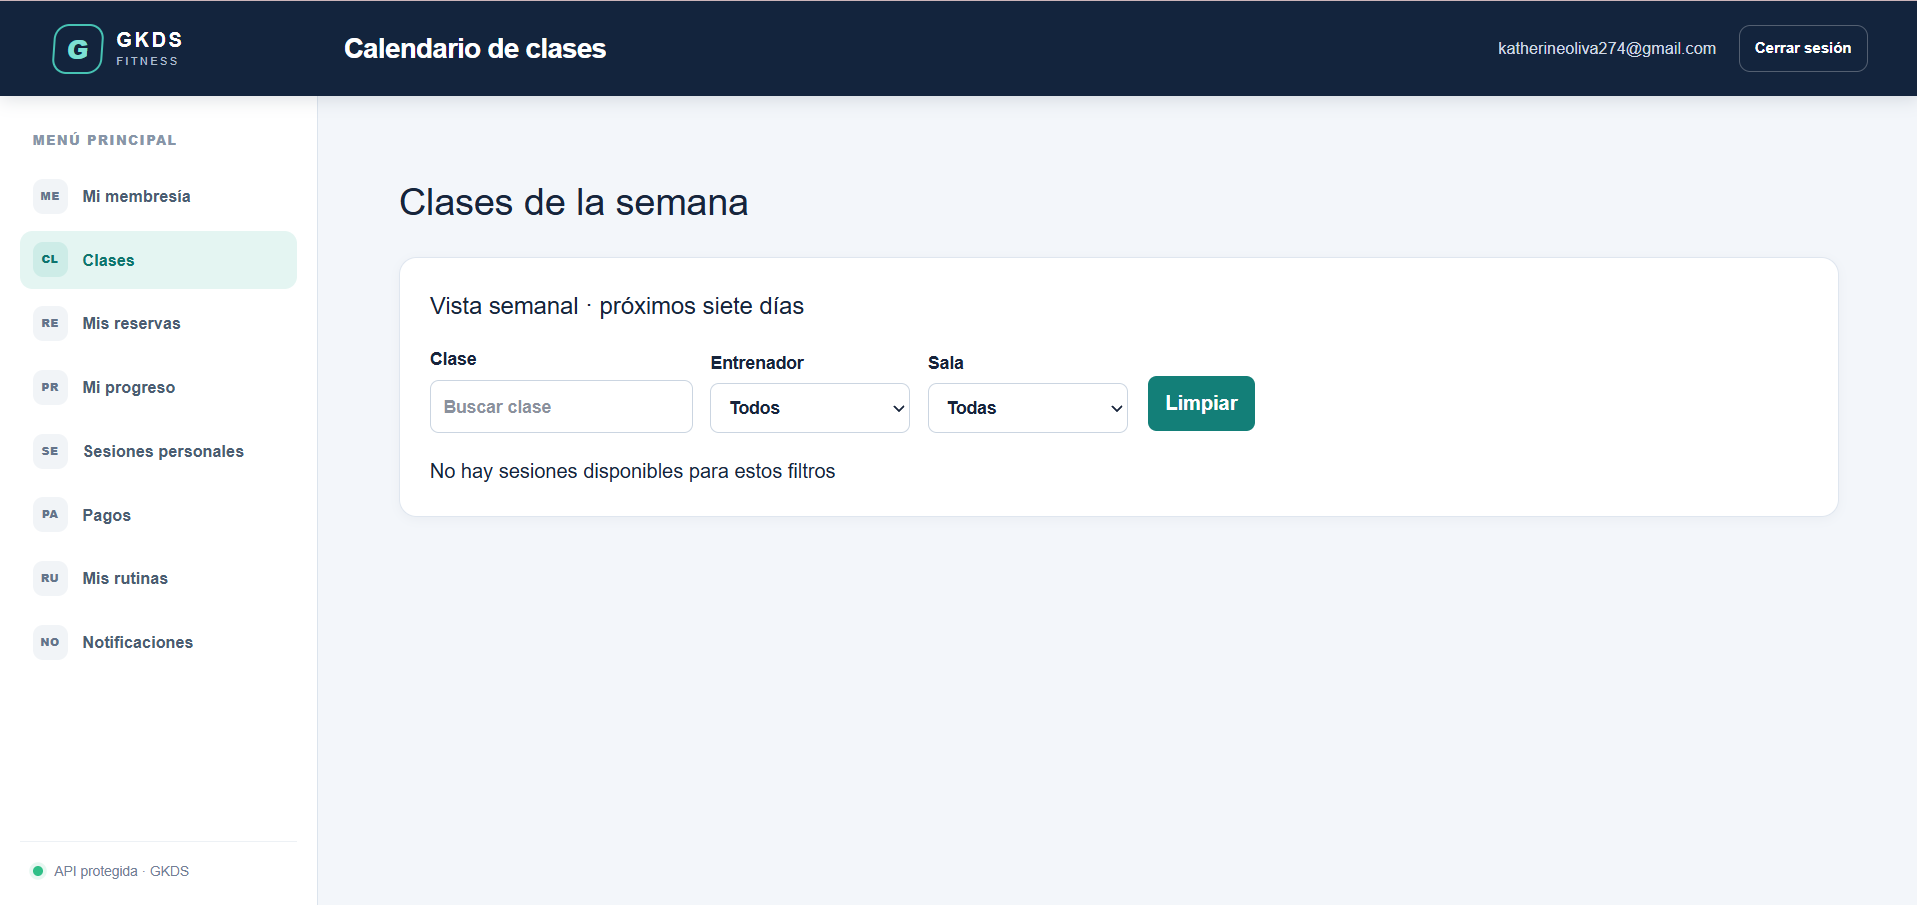 G
GKDS
FITNESS
Calendario de clases
katherineoliva274@gmail.com
Cerrar sesión
MENÚ PRINCIPAL
ME Mi membresía
CL Clases
RE Mis reservas
PR Mi progreso
SE Sesiones personales
PA Pagos
RU Mis rutinas
NO Notificaciones
API protegida · GKDS
Clases de la semana
Vista semanal · próximos siete días
Clase Entrenador Sala
Buscar clase Todos Todas Limpiar
No hay sesiones disponibles para estos filtros